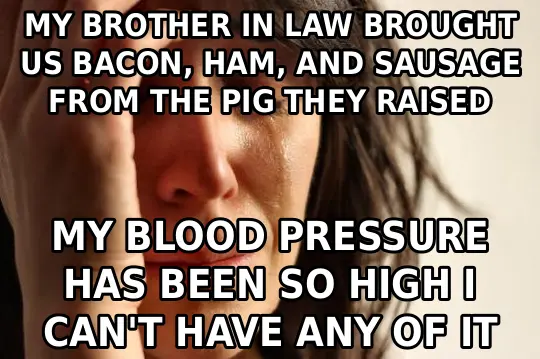 MY BROTHER IN LAW BROUGHT
US BACON, HAM, AND SAUSAGE
FROM THE PIG THEY RAISED
MY BLOOD PRESSURE
HAS BEEN SO HIGH I
CAN'T HAVE ANY OF IT